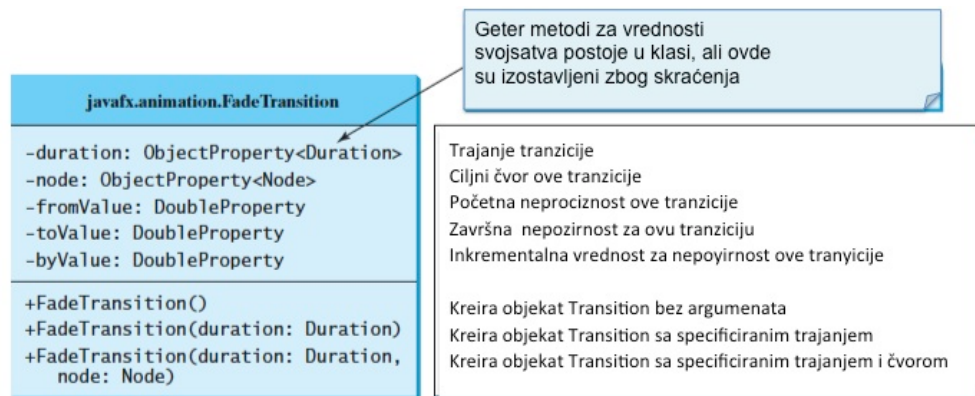 Geter metodi za vrednosti
svojsatva postoje u klasi, ali ovde
su izostavljeni zbog skraćenja
javafx.animation.FadeTransition
-duration: ObjectProperty<Duration>
-node: ObjectProperty<Node>
-fromValue: DoubleProperty
-toValue: DoubleProperty
-byValue: DoubleProperty
+FadeTransition()
+FadeTransition(duration: Duration)
+FadeTransition(duration: Duration,
node: Node)
Trajanje tranzicije
Ciljni čvor ove tranzicije
Početna neprociznost ove tranzicije
Završna nepozirnost za ovu tranziciju
Inkrementalna vrednost za nepoyirnost ove tranyicije
Kreira objekat Transition bez argumenata
Kreira objekat Transition sa specificiranim trajanjem
Kreira objekat Transition sa specificiranim trajanjem i čvorom